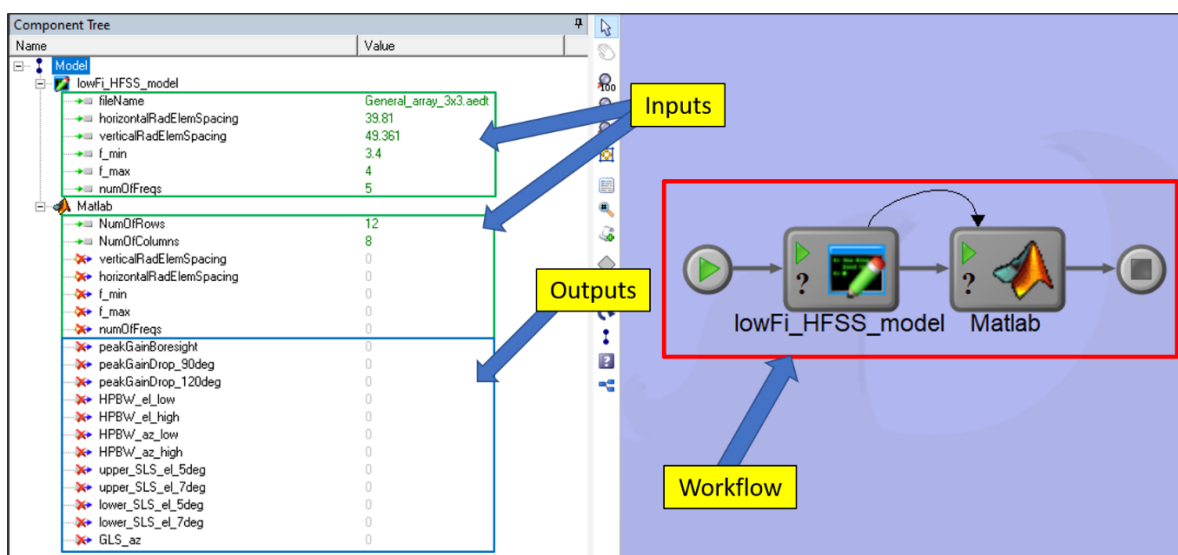 Component Tree
Name Value
Model
lowFi_HFSS_model
fileName General_array_3x3.aedt
horizontalRadElemSpacing 39.81
verticalRadElemSpacing 49.361
f_min 3.4
f_max 4
numOfFreqs 5
Matlab
NumOfRows 12
NumOfColumns 8
verticalRadElemSpacing 0
horizontalRadElemSpacing 0
f_min 0
f_max 0
numOfFreqs 0
peakGainBoresight 0
peakGainDrop_90deg 0
peakGainDrop_120deg 0
HPBW_el_low 0
HPBW_el_high 0
HPBW_az_low 0
HPBW_az_high 0
upper_SLS_el_5deg 0
upper_SLS_el_7deg 0
lower_SLS_el_5deg 0
lower_SLS_el_7deg 0
GLS_az 0
100
?
Inputs
Outputs
? ?
lowFi_HFSS_model Matlab
Workflow